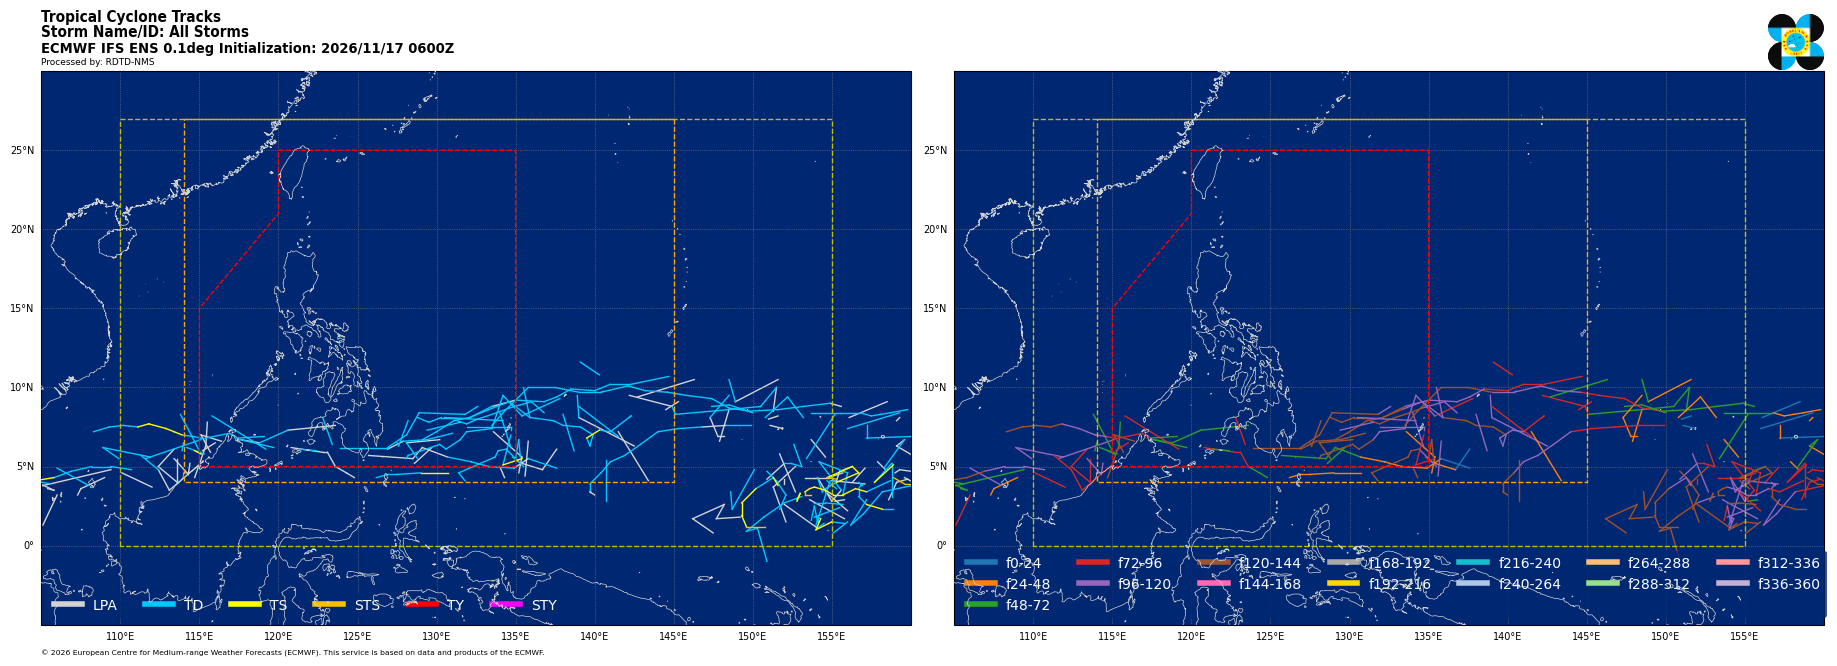 Tropical Cyclone Tracks
Storm Name/ID: All Storms
ECMWF IFS ENS 0.1deg Initialization: 2026/11/17 0600Z
Processed by: RDTD-NMS
25°N
20°N
15°N
10°N
5°N
0°
LPA TD TS STS TY STY
110°E 115°E 120°E 125°E 130°E 135°E 140°E 145°E 150°E 155°E
25°N
20°N
15°N
10°N
5°N
0°
f0-24 f72-96 f120-144 f168-192 f216-240 f264-288 f312-336
f24-48 f96-120 f144-168 f192-216 f240-264 f288-312 f336-360
f48-72
110°E 115°E 120°E 125°E 130°E 135°E 140°E 145°E 150°E 155°E
© 2026 European Centre for Medium-range Weather Forecasts (ECMWF). This service is based on data and products of the ECMWF.